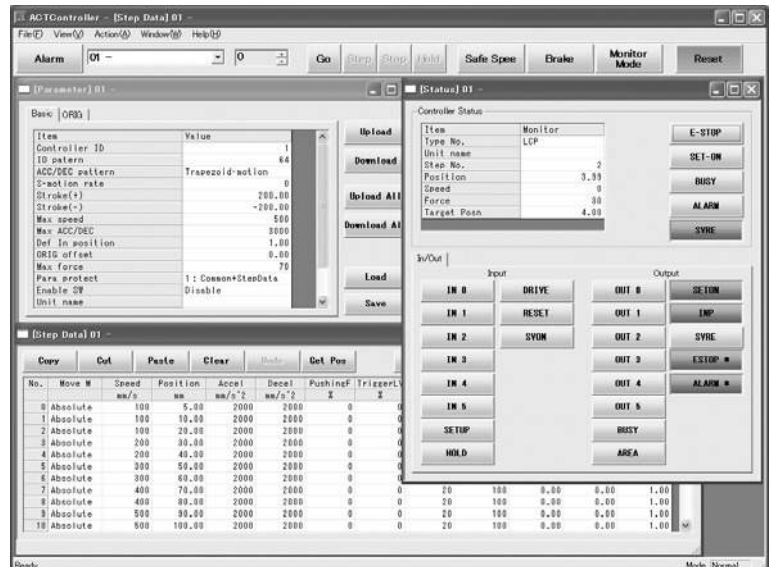 ACTController - [Step Data] 01 -
File(F) View(V) Action(A) Window(W) Help(H)
Alarm 01 - 0 Go Step Stop Hold Safe Spee Brake Monitor Mode Reset
[Parameter] 01 -
Basic ORIG
Item Value
Controller ID 1
IO patern 64
ACC/DEC pattern Trapezoid-motion
S-motion rate 0
Stroke(+) 200.00
Stroke(-) -200.00
Max speed 500
Max ACC/DEC 3000
Def In position 1.00
ORIG offset 0.00
Max force 70
Para protect 1: Common+StepData
Enable SW Disable
Unit name
Upload
Download
Upload All
Download Al
Load
Save
[Status] 01 -
Controller Status
Item Monitor
Type No. LCP
Unit name
Step No. 2
Position 3.99
Speed 0
Force 30
Target Posn 4.00
E-STOP
SET-ON
BUSY
ALARM
SVRE
In/Out
Input Output
IN 0 DRIVE OUT 0 SETON
IN 1 RESET OUT 1 INP
IN 2 SVON OUT 2 SVRE
IN 3 OUT 3 ESTOP *
IN 4 OUT 4 ALARM *
IN 5 OUT 5
SETUP BUSY
HOLD AREA
[Step Data] 01 -
Copy Cut Paste Clear Undo Get Pos
No. Move M Speed Position Accel Decel PushingF TriggerLV
mm/s mm mm/s^2 mm/s^2 % %
0 Absolute 100 5.00 2000 2000 0 0
1 Absolute 100 10.00 2000 2000 0 0
2 Absolute 100 20.00 2000 2000 0 0
3 Absolute 200 30.00 2000 2000 0 0
4 Absolute 200 40.00 2000 2000 0 0
5 Absolute 300 50.00 2000 2000 0 0
6 Absolute 300 60.00 2000 2000 0 0
7 Absolute 400 70.00 2000 2000 0 0 20 100 0.00 0.00 1.00
8 Absolute 400 80.00 2000 2000 0 0 20 100 0.00 0.00 1.00
9 Absolute 500 90.00 2000 2000 0 0 20 100 0.00 0.00 1.00
10 Absolute 500 100.00 2000 2000 0 0 20 100 0.00 0.00 1.00
Ready Mode Normal